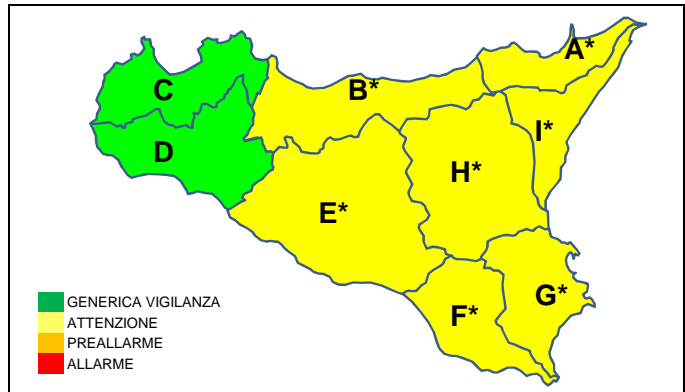 A*
B*
C
I*
D
H*
E*
G*
F*
GENERICA VIGILANZA
ATTENZIONE
PREALLARME
ALLARME